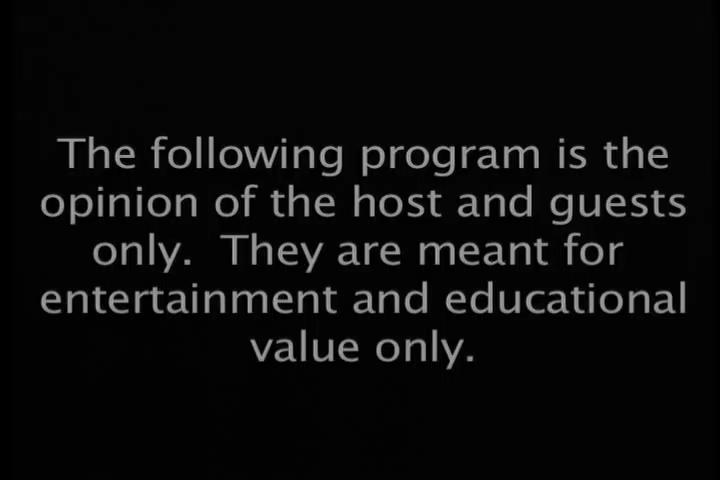 The following program is the
opinion of the host and guests
only.  They are meant for
entertainment and educational
value only.